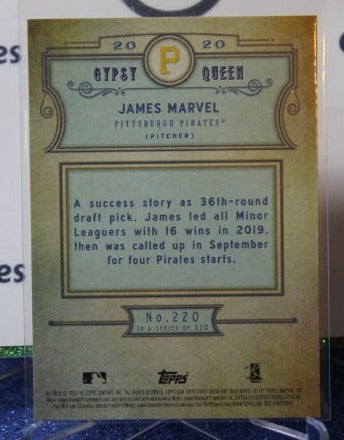 20 P 20
GYPSY QUEEN
JAMES MARVEL
PITTSBURGH PIRATES®
(PITCHER)
A success story as 36th-round
draft pick. James led all Minor
Leaguers with 16 wins in 2019,
then was called up in September
for four Pirates starts.
No. 220
IN A SERIES OF 320
Topps